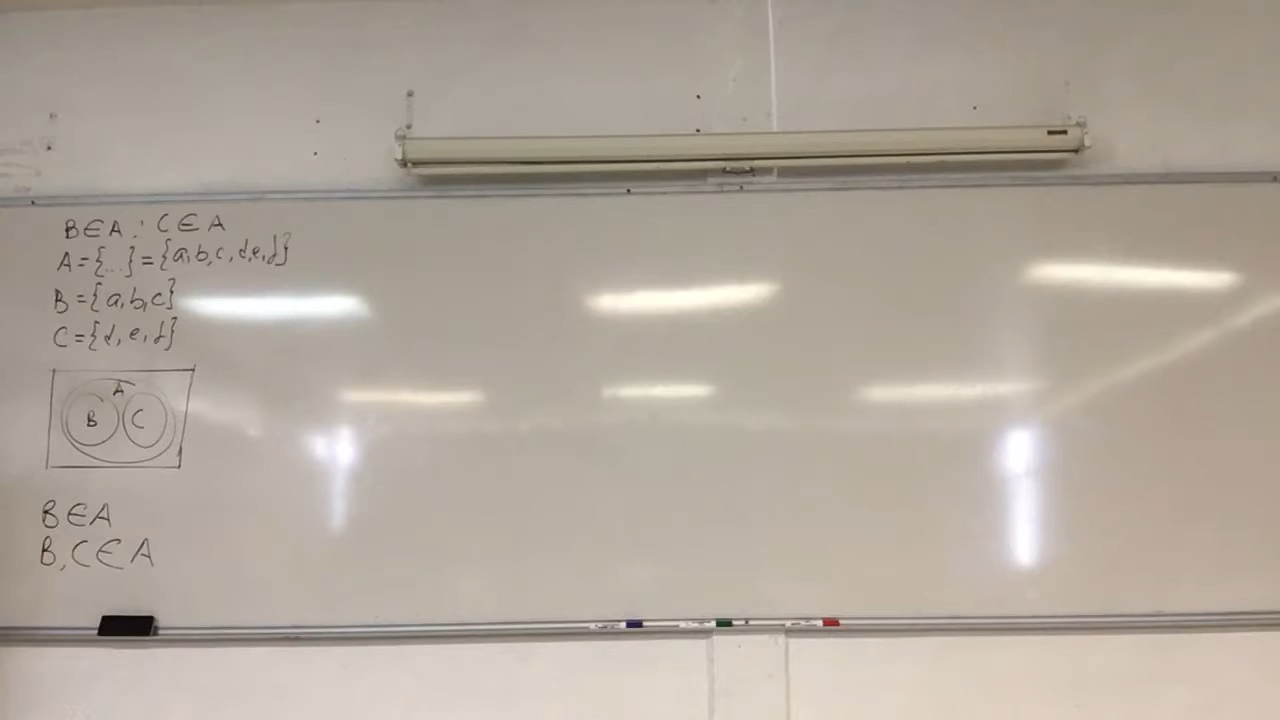 B∈A ; C∈A
A={...}={a,b,c,d,e,f}
B={a,b,c}
C={d,e,f}
A
B C
B∈A
B,C∈A